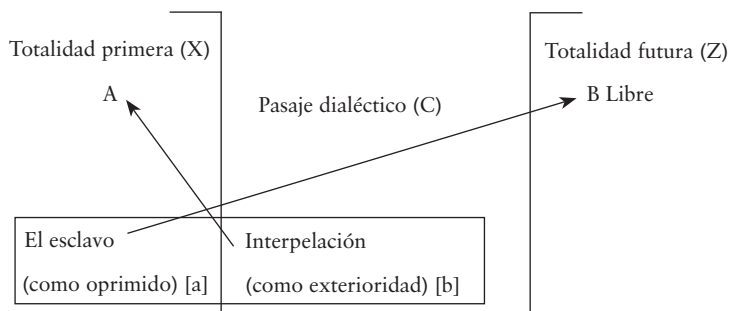 Totalidad primera (X)
Totalidad futura (Z)
A
Pasaje dialéctico (C)
B Libre
El esclavo
Interpelación
(como oprimido) [a]
(como exterioridad) [b]